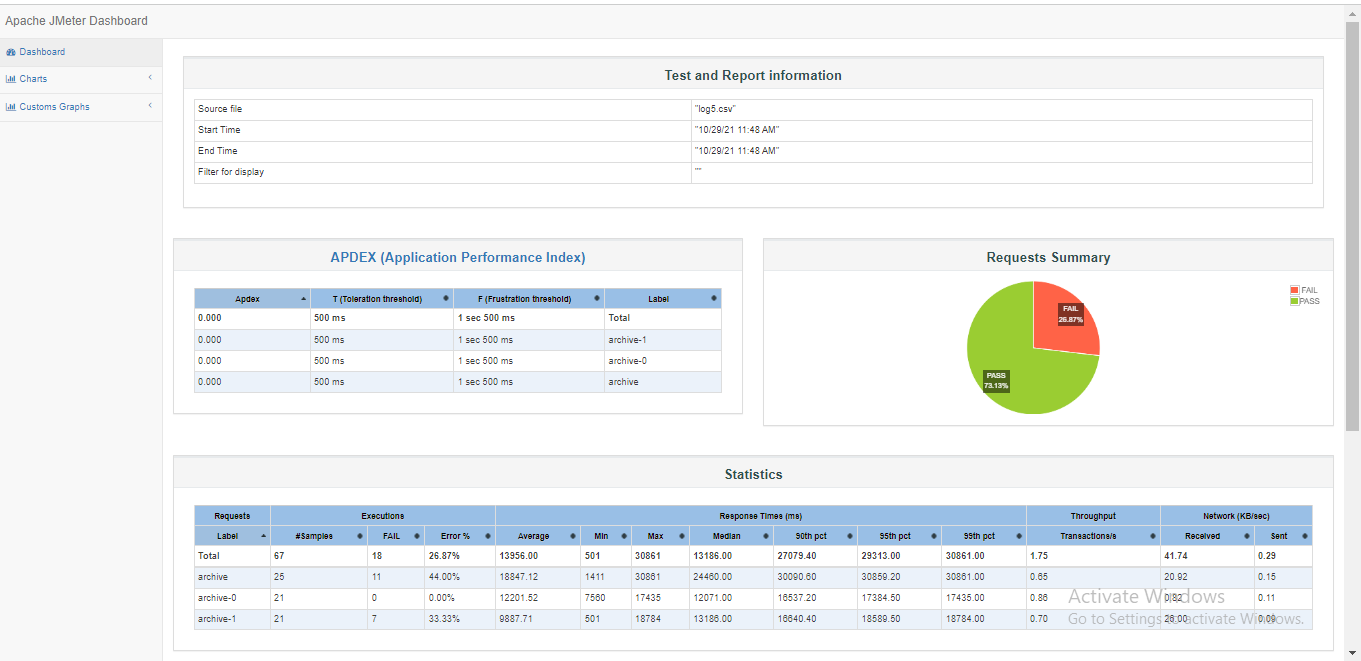 Apache JMeter Dashboard
Dashboard
Charts
Customs Graphs
Test and Report information
Source file "log5.csv"
Start Time "10/29/21 11:48 AM"
End Time "10/29/21 11:48 AM"
Filter for display ""
APDEX (Application Performance Index)
Apdex T (Toleration threshold) F (Frustration threshold) Label
0.000 500 ms 1 sec 500 ms Total
0.000 500 ms 1 sec 500 ms archive-1
0.000 500 ms 1 sec 500 ms archive-0
0.000 500 ms 1 sec 500 ms archive
Requests Summary
FAIL
PASS
FAIL
26.87%
PASS
73.13%
Statistics
Requests Executions Response Times (ms) Throughput Network (KB/sec)
Label #Samples FAIL Error % Average Min Max Median 90th pct 95th pct 99th pct Transactions/s Received Sent
Total 67 18 26.87% 13956.00 501 30861 13186.00 27079.40 29313.00 30861.00 1.75 41.74 0.29
archive 25 11 44.00% 18847.12 1411 30861 24460.00 30090.60 30859.20 30861.00 0.65 20.92 0.15
archive-0 21 0 0.00% 12201.52 7560 17435 12071.00 16537.20 17384.50 17435.00 0.86 0.82 0.11
archive-1 21 7 33.33% 9887.71 501 18784 13186.00 16640.40 18589.50 18784.00 0.70 26.00 0.09
Activate Windows
Go to Settings to activate Windows.